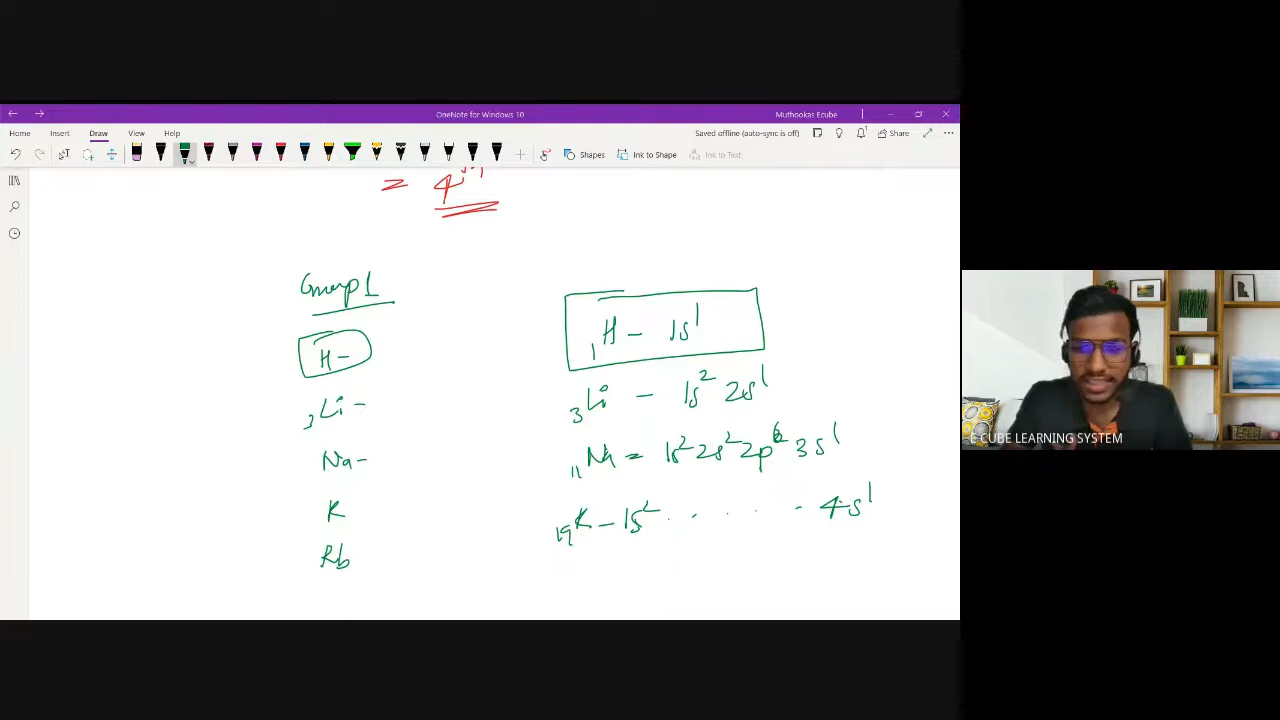 OneNote for Windows 10
Muthookas Ecube
Home Insert Draw View Help
Saved offline (auto-sync is off)
Share
Shapes
Ink to Shape
Ink to Text
= 4
Group 1
H –
₃Li –
Na –
K
Rb
₁H – 1s¹
₃Li – 1s² 2s¹
₁₁Na = 1s² 2s² 2p⁶ 3s¹
₁₉K – 1s² . . . . . 4s¹
E CUBE LEARNING SYSTEM